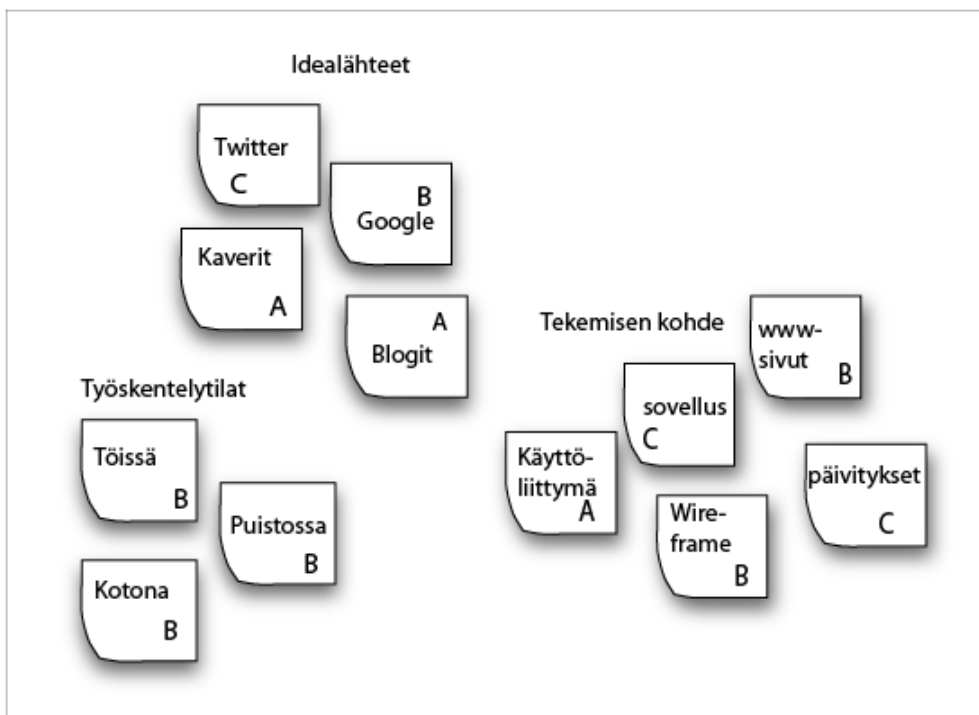 Idealähteet
Twitter
C
B
Google
Kaverit
A
A
Blogit
Työskentelytilat
Töissä
B
Puistossa
B
Kotona
B
Tekemisen kohde
www-
sivut
B
sovellus
C
Käyttö-
liittymä
A
päivitykset
C
Wire-
frame
B